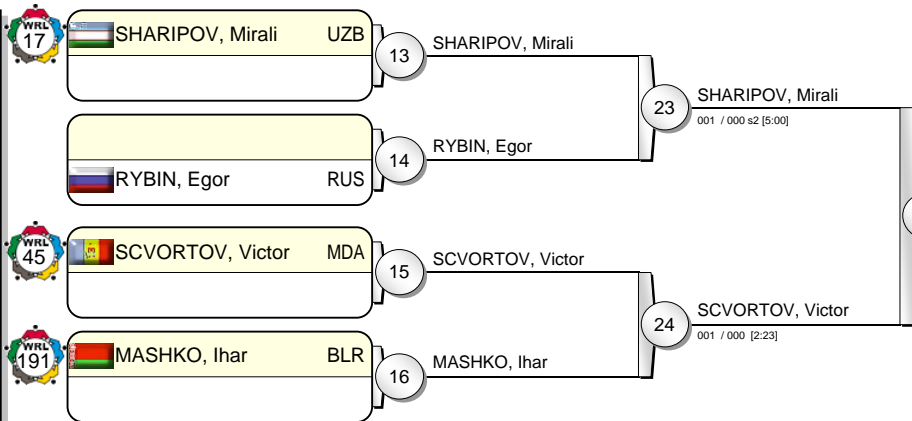 WRL
17
SHARIPOV, Mirali UZB
13
SHARIPOV, Mirali
23
SHARIPOV, Mirali
001 / 000 s2 [5:00]
14
RYBIN, Egor
RYBIN, Egor RUS
WRL
45
SCVORTOV, Victor MDA
15
SCVORTOV, Victor
24
SCVORTOV, Victor
001 / 000 [2:23]
WRL
191
MASHKO, Ihar BLR
16
MASHKO, Ihar